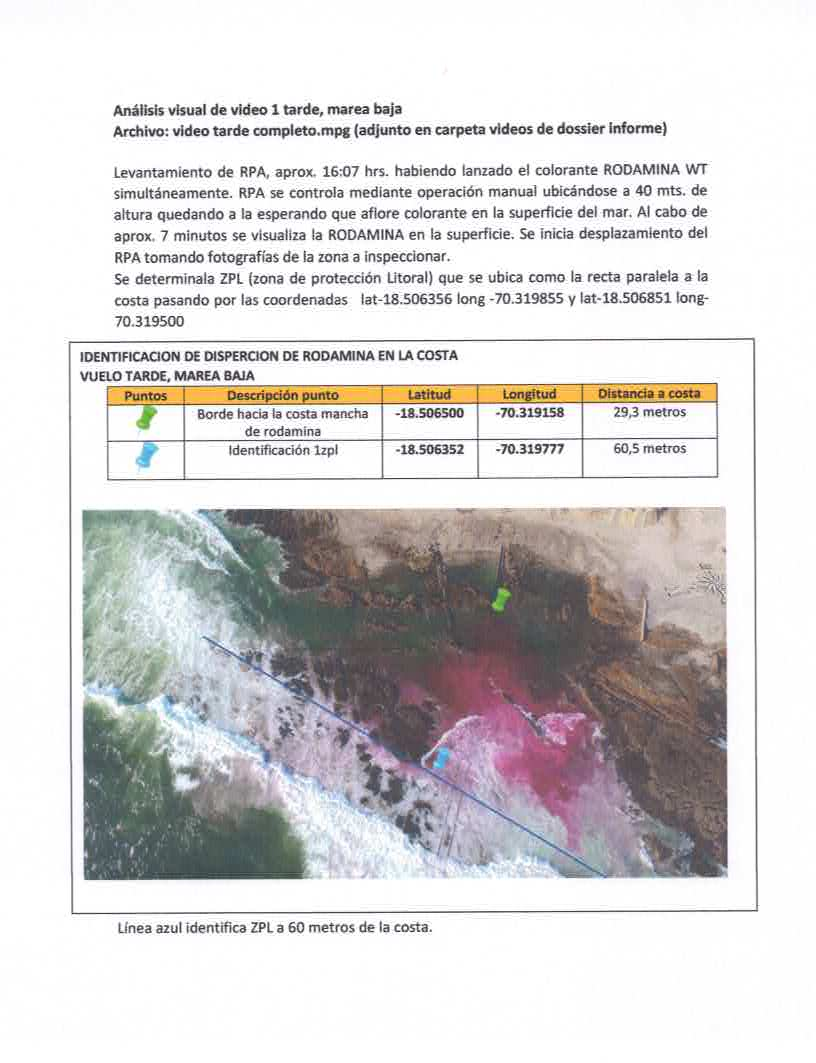 Análisis visual de video 1 tarde, marea baja
Archivo: video tarde completo.mpg (adjunto en carpeta videos de dossier informe)
Levantamiento de RPA, aprox. 16:07 hrs. habiendo lanzado el colorante RODAMINA WT
simultáneamente. RPA se controla mediante operación manual ubicándose a 40 mts. de
altura quedando a la esperando que aflore colorante en la superficie del mar. Al cabo de
aprox. 7 minutos se visualiza la RODAMINA en la superficie. Se inicia desplazamiento del
RPA tomando fotografías de la zona a inspeccionar.
Se determinala ZPL (zona de protección Litoral) que se ubica como la recta paralela a la
costa pasando por las coordenadas lat-18.506356 long -70.319855 y lat-18.506851 long-
70.319500
IDENTIFICACION DE DISPERCION DE RODAMINA EN LA COSTA
VUELO TARDE, MAREA BAJA
Puntos Descripción punto Latitud Longitud Distancia a costa
Borde hacia la costa mancha -18.506500 -70.319158 29,3 metros
de rodamina
Identificación 1zpl -18.506352 -70.319777 60,5 metros
Línea azul identifica ZPL a 60 metros de la costa.